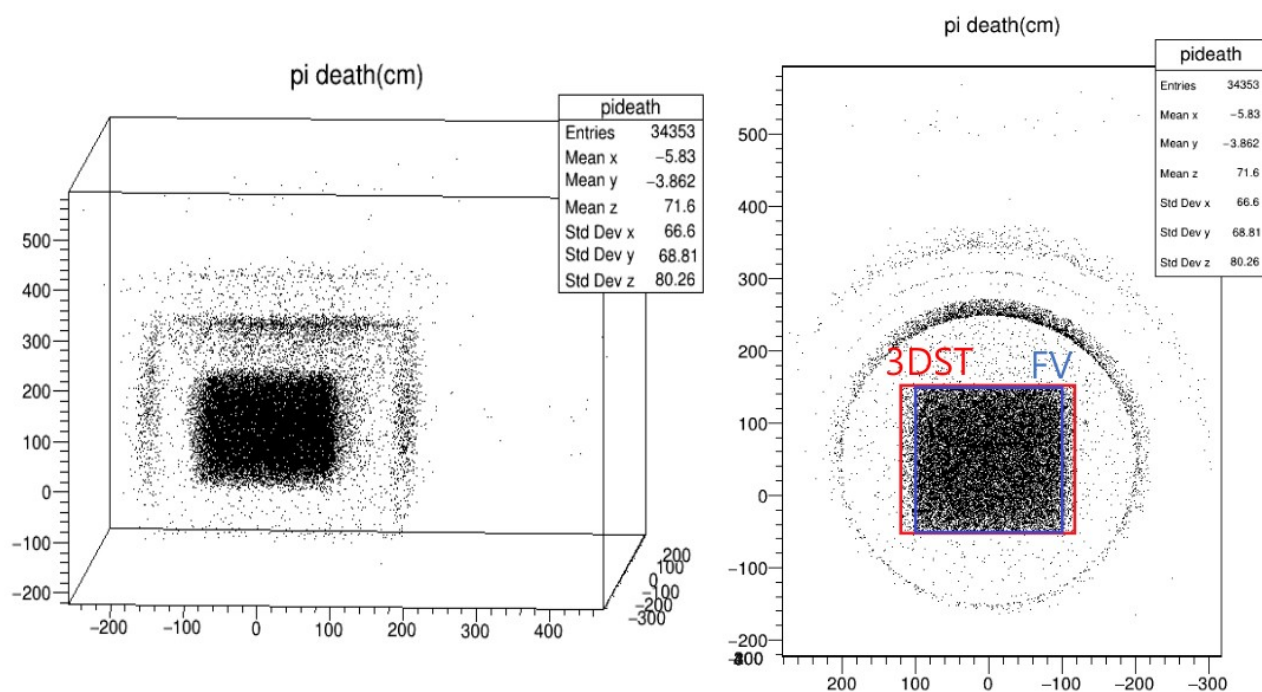 pi death(cm)
pideath
Entries 34353
Mean x −5.83
Mean y −3.862
Mean z 71.6
Std Dev x 66.6
Std Dev y 68.81
Std Dev z 80.26
500
400
300
200
100
0
−100
−200
−200 −100 0 100 200 300 400
200
100
0
−100
−200
−300
pi death(cm)
pideath
Entries 34353
Mean x −5.83
Mean y −3.862
Mean z 71.6
Std Dev x 66.6
Std Dev y 68.81
Std Dev z 80.26
500
400
300
200
100
0
−100
−200
3DST FV
200 100 0 −100 −200 −300